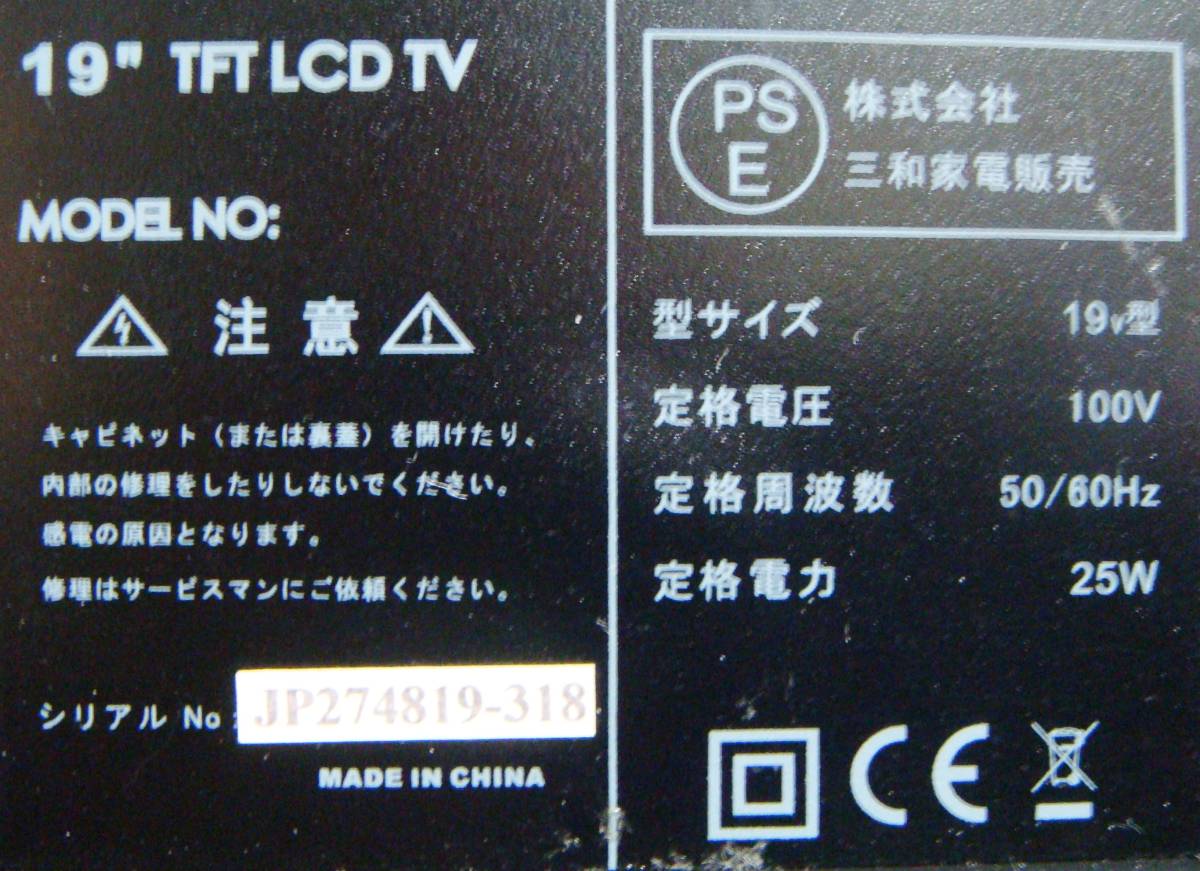 19" TFT LCD TV
MODEL NO:
注意
キャビネット（または裏蓋）を開けたり、
内部の修理をしたりしないでください。
感電の原因となります。
修理はサービスマンにご依頼ください。
シリアル No : JP274819-318
MADE IN CHINA
PS
E
株式会社
三和家電販売
型サイズ 19v型
定格電圧 100V
定格周波数 50/60Hz
定格電力 25W
CE